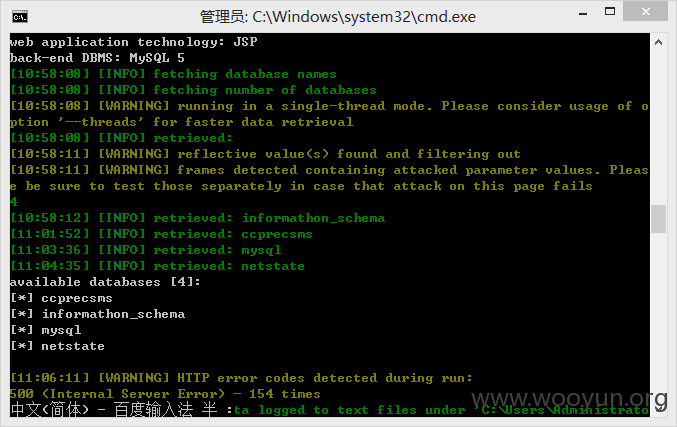 管理员: C:\Windows\system32\cmd.exe
web application technology: JSP
back-end DBMS: MySQL 5
[10:58:08] [INFO] fetching database names
[10:58:08] [INFO] fetching number of databases
[10:58:08] [WARNING] running in a single-thread mode. Please consider usage of o
ption '--threads' for faster data retrieval
[10:58:08] [INFO] retrieved:
[10:58:11] [WARNING] reflective value(s) found and filtering out
[10:58:11] [WARNING] frames detected containing attacked parameter values. Pleas
e be sure to test those separately in case that attack on this page fails
4
[10:58:12] [INFO] retrieved: informathon_schema
[11:01:52] [INFO] retrieved: ccprecsms
[11:03:36] [INFO] retrieved: mysql
[11:04:35] [INFO] retrieved: netstate
available databases [4]:
[*] ccprecsms
[*] informathon_schema
[*] mysql
[*] netstate
[11:06:11] [WARNING] HTTP error codes detected during run:
500 (Internal Server Error) - 154 times
中文(简体) - 百度输入法 半 :ta logged to text files under 'C:\Users\Administrato
www.wooyun.org